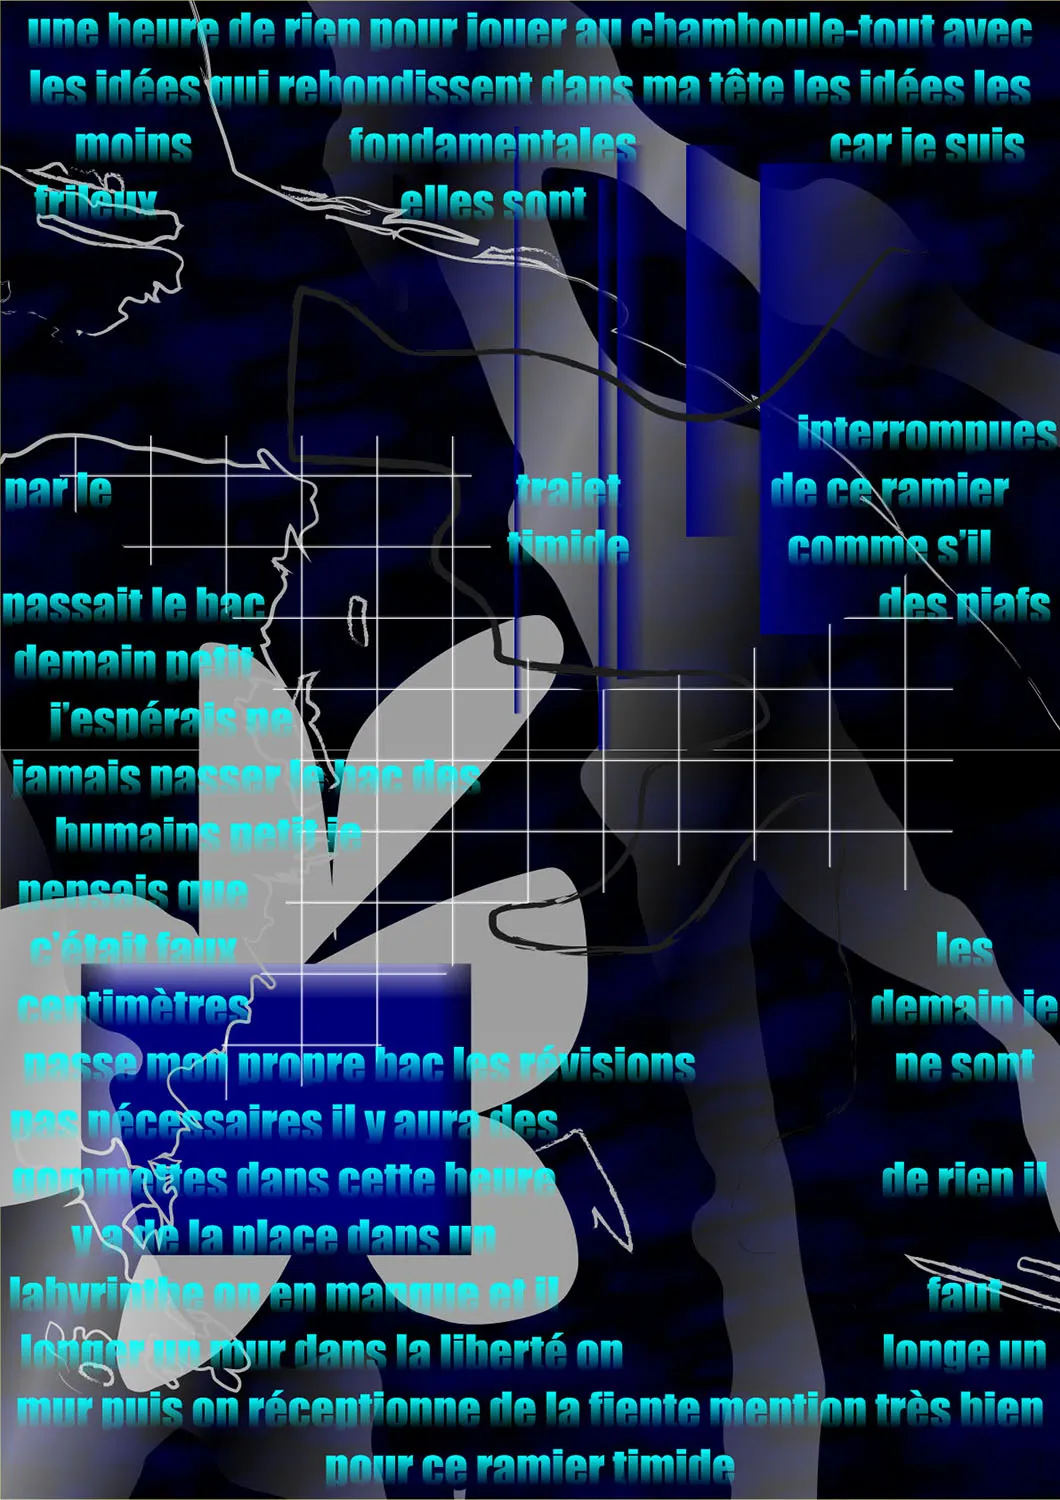 une heure de rien pour jouer au chamboule-tout avec
les idées qui rebondissent dans ma tête les idées les
moins fondamentales car je suis
frileux elles sont
interrompues
par le trajet de ce ramier
timide comme s’il
passait le bac des piafs
demain petit
j’espérais ne
jamais passer le bac des
humains petit je
pensais que
c’était faux les
centimètres demain je
passe mon propre bac les révisions ne sont
pas nécessaires il y aura des
gommettes dans cette heure de rien il
y a de la place dans un
labyrinthe on en manque et il faut
longer un mur dans la liberté on longe un
mur puis on réceptionne de la fiente mention très bien
pour ce ramier timide